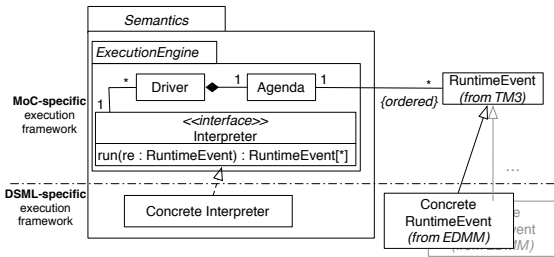 Semantics
ExecutionEngine
MoC-specific
execution
framework
*
Driver
1
Agenda
1
*
{ordered}
RuntimeEvent
(from TM3)
1
<<interface>>
Interpreter
run(re : RuntimeEvent) : RuntimeEvent[*]
...
DSML-specific
execution
framework
Concrete Interpreter
Concrete
RuntimeEvent
(from EDMM)